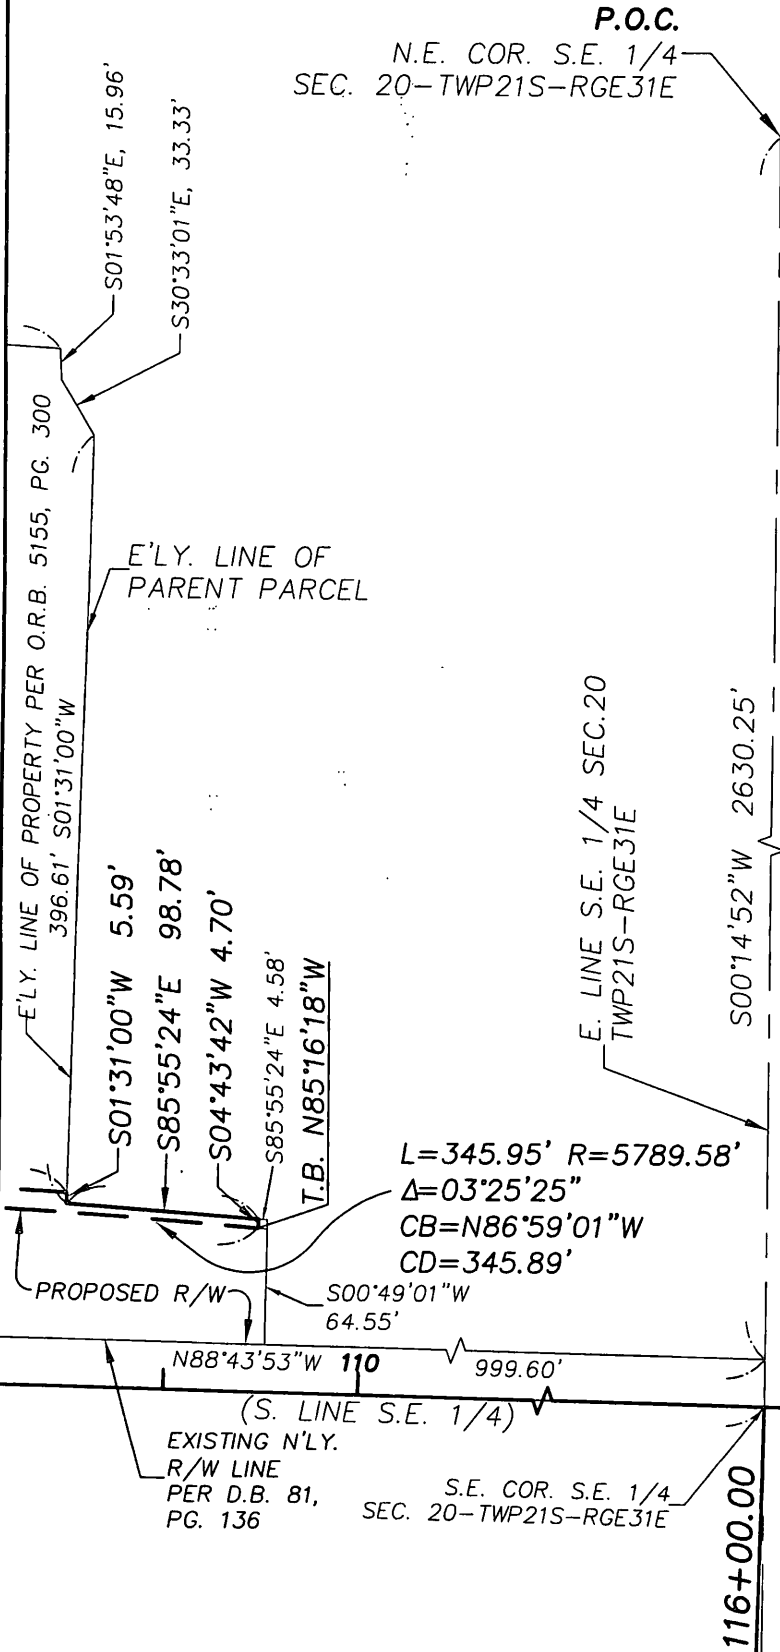 P.O.C.
N.E. COR. S.E. 1/4
SEC. 20-TWP21S-RGE31E
S01°53'48"E, 15.96'
S30°33'01"E, 33.33'
E'LY. LINE OF PROPERTY PER O.R.B. 5155, PG. 300
396.61' S01°31'00"W
E'LY. LINE OF
PARENT PARCEL
E. LINE S.E. 1/4 SEC.20
TWP21S-RGE31E
S00°14'52"W 2630.25'
S01°31'00"W 5.59'
S85°55'24"E 98.78'
S04°43'42"W 4.70'
S85°55'24"E 4.58'
T.B. N85°16'18"W
L=345.95' R=5789.58'
Δ=03°25'25"
CB=N86°59'01"W
CD=345.89'
PROPOSED R/W
S00°49'01"W
64.55'
N88°43'53"W 110 999.60'
(S. LINE S.E. 1/4)
EXISTING N'LY.
R/W LINE
PER D.B. 81,
PG. 136
S.E. COR. S.E. 1/4
SEC. 20-TWP21S-RGE31E
116+00.00